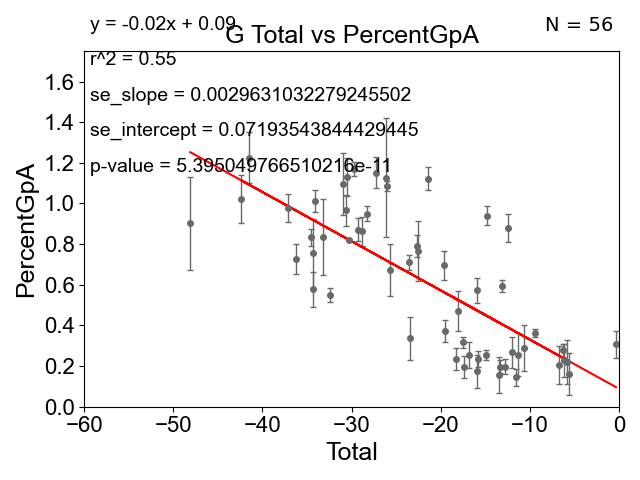 y = -0.02x + 0.09
N = 56
G Total vs PercentGpA
r^2 = 0.55
se_slope = 0.0029631032279245502
se_intercept = 0.07193543844429445
p-value = 5.395049766510216e-11
PercentGpA
1.6
1.4
1.2
1.0
0.8
0.6
0.4
0.2
0.0
−60 −50 −40 −30 −20 −10 0
Total